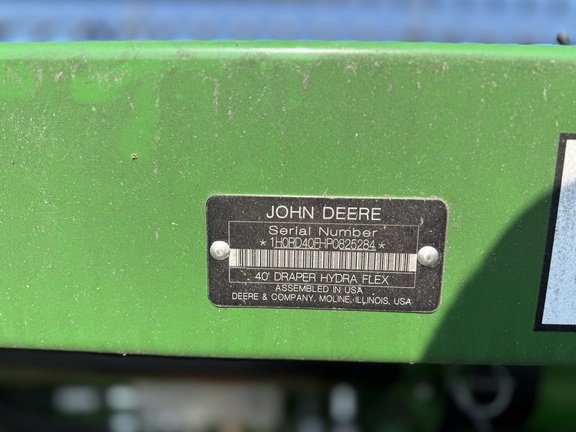 JOHN DEERE
Serial Number
*1H0RD40FHP0825284*
40' DRAPER HYDRA FLEX
ASSEMBLED IN USA
DEERE & COMPANY, MOLINE, ILLINOIS, USA